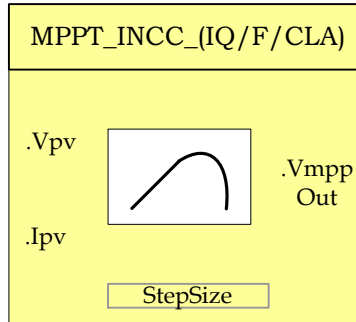 MPPT_INCC_(IQ/F/CLA)
.Vpv
.Vmpp
Out
.Ipv
StepSize